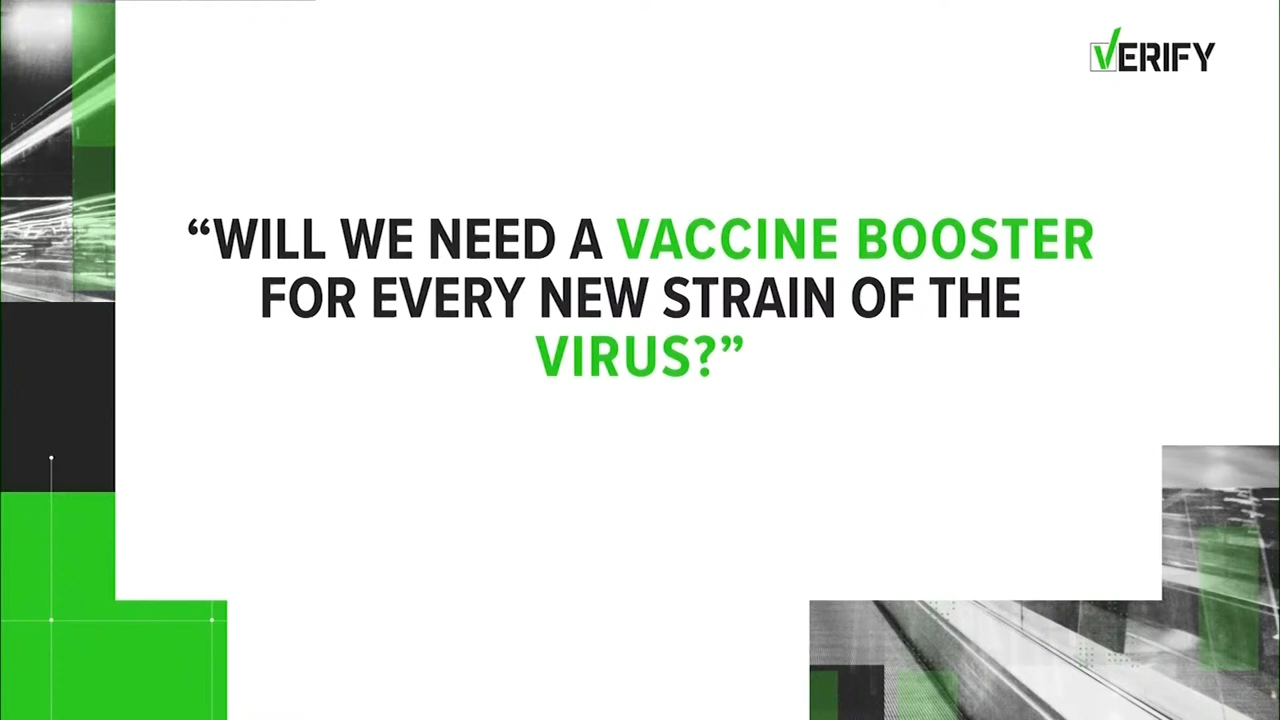 VERIFY
“WILL WE NEED A VACCINE BOOSTER
FOR EVERY NEW STRAIN OF THE
VIRUS?”